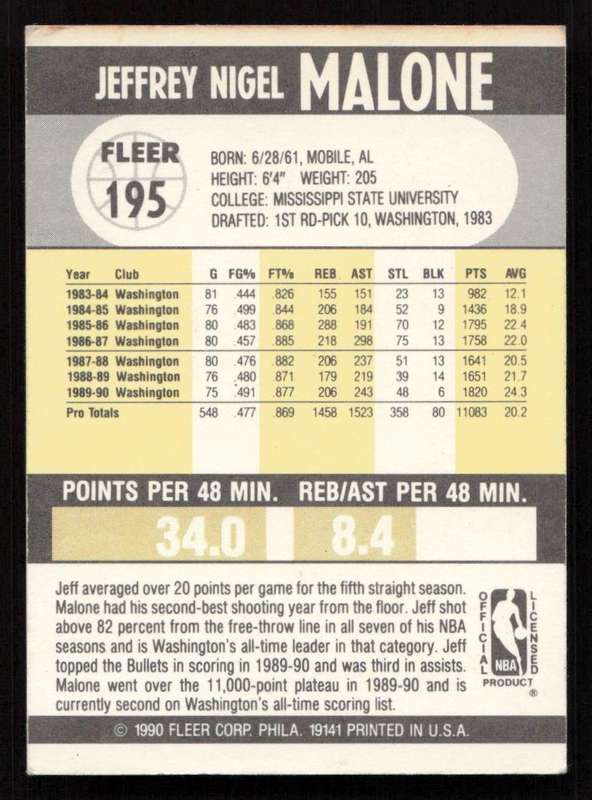 JEFFREY NIGEL MALONE
FLEER
195
BORN: 6/28/61, MOBILE, AL
HEIGHT: 6'4" WEIGHT: 205
COLLEGE: MISSISSIPPI STATE UNIVERSITY
DRAFTED: 1ST RD-PICK 10, WASHINGTON, 1983
Year Club G FG% FT% REB AST STL BLK PTS AVG
1983-84 Washington 81 .444 .826 155 151 23 13 982 12.1
1984-85 Washington 76 .499 .844 206 184 52 9 1436 18.9
1985-86 Washington 80 .483 .868 288 191 70 12 1795 22.4
1986-87 Washington 80 .457 .885 218 298 75 13 1758 22.0
1987-88 Washington 80 .476 .882 206 237 51 13 1641 20.5
1988-89 Washington 76 .480 .871 179 219 39 14 1651 21.7
1989-90 Washington 75 .491 .877 206 243 48 6 1820 24.3
Pro Totals 548 .477 .869 1458 1523 358 80 11083 20.2
POINTS PER 48 MIN. REB/AST PER 48 MIN.
34.0 8.4
Jeff averaged over 20 points per game for the fifth straight season.
Malone had his second-best shooting year from the floor. Jeff shot
above 82 percent from the free-throw line in all seven of his NBA
seasons and is Washington's all-time leader in that category. Jeff
topped the Bullets in scoring in 1989-90 and was third in assists.
Malone went over the 11,000-point plateau in 1989-90 and is
currently second on Washington's all-time scoring list.
OFFICIAL
LICENSED
NBA
PRODUCT ®
© 1990 FLEER CORP. PHILA. 19141 PRINTED IN U.S.A.